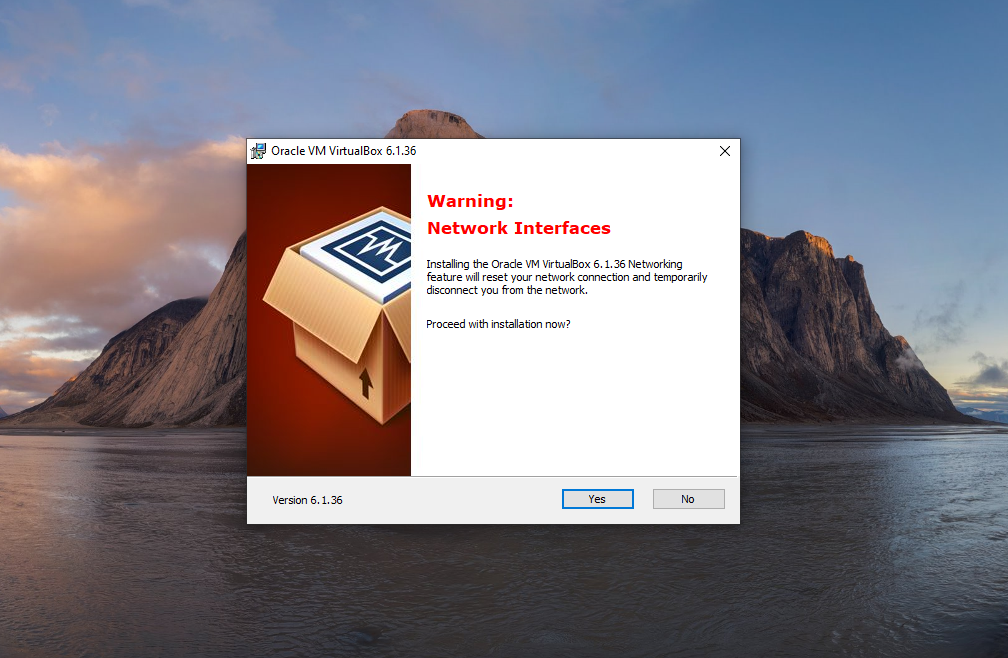 Oracle VM VirtualBox 6.1.36
Warning:
Network Interfaces
Installing the Oracle VM VirtualBox 6.1.36 Networking
feature will reset your network connection and temporarily
disconnect you from the network.
Proceed with installation now?
Version 6.1.36
Yes
No